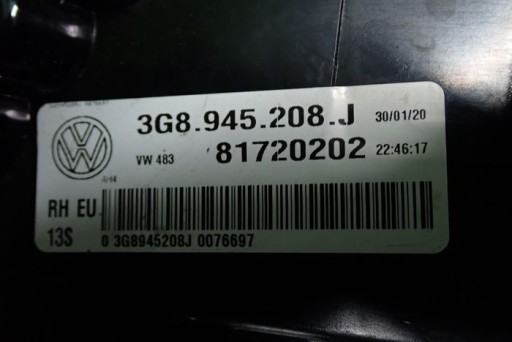 3G8.945.208.J 30/01/20
VW 483 81720202 22:46:17
RH EU
13S 0 3G8945208J 0076697